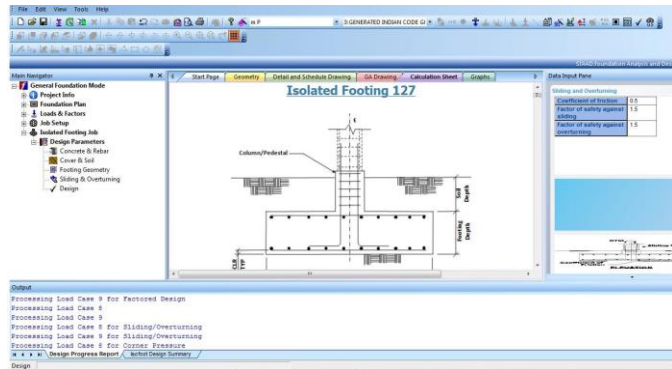 File Edit View Tools Help
3:GENERATED INDIAN CODE GE
STAAD.foundation Analysis and Des
Main Navigator
Start Page Geometry Detail and Schedule Drawing GA Drawing Calculation Sheet Graphs
Data Input Pane
General Foundation Mode
Project Info
Foundation Plan
Loads & Factors
Job Setup
Isolated Footing Job
Design Parameters
Concrete & Rebar
Cover & Soil
Footing Geometry
Sliding & Overturning
Design
Isolated Footing 127
Column/Pedestal
Soil Depth
Footing Depth
CLR TYP
Sliding and Overturning
Coefficient of friction 0.5
Factor of safety against sliding 1.5
Factor of safety against overturning 1.5
ELEVATION
Output
Processing Load Case 9 for Factored Design
Processing Load Case 8
Processing Load Case 9
Processing Load Case 8 for Sliding/Overturning
Processing Load Case 9 for Sliding/Overturning
Processing Load Case 8 for Corner Pressure
Design Progress Report Isofoot Design Summary
Design